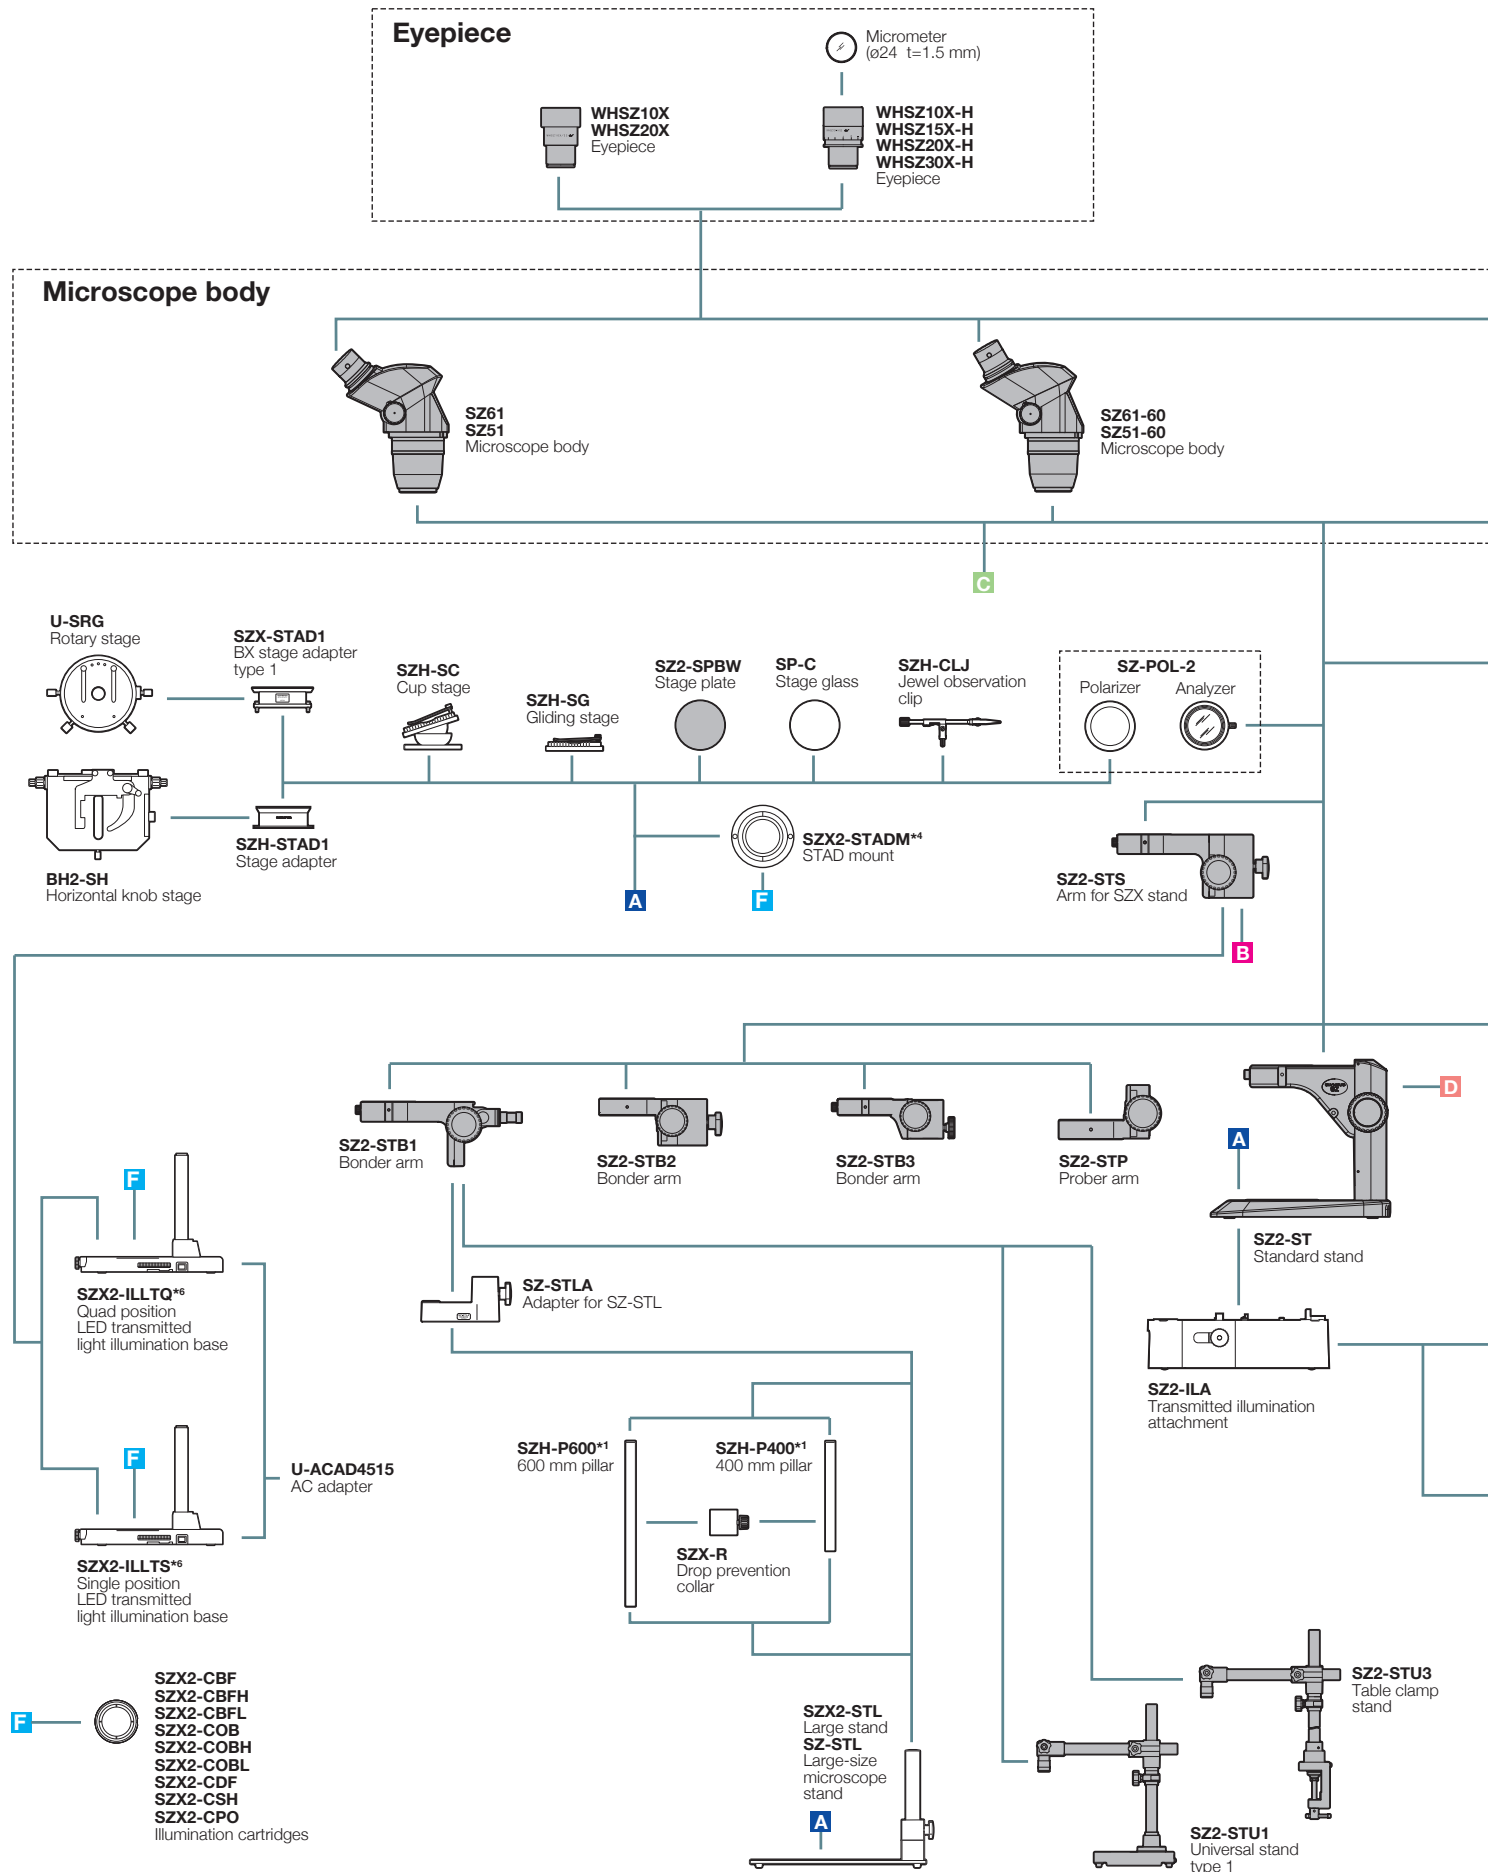 Eyepiece
Micrometer
(ø24 t=1.5 mm)
WHSZ10X
WHSZ20X
Eyepiece
WHSZ10X-H
WHSZ15X-H
WHSZ20X-H
WHSZ30X-H
Eyepiece
Microscope body
SZ61
SZ51
Microscope body
SZ61-60
SZ51-60
Microscope body
C
U-SRG
Rotary stage
SZX-STAD1
BX stage adapter
type 1
SZH-SC
Cup stage
SZH-SG
Gliding stage
SZ2-SPBW
Stage plate
SP-C
Stage glass
SZH-CLJ
Jewel observation
clip
SZ-POL-2
Polarizer
Analyzer
BH2-SH
Horizontal knob stage
SZH-STAD1
Stage adapter
SZX2-STADM*4
STAD mount
A
F
SZ2-STS
Arm for SZX stand
B
SZ2-STB1
Bonder arm
SZ2-STB2
Bonder arm
SZ2-STB3
Bonder arm
SZ2-STP
Prober arm
D
A
SZ2-ST
Standard stand
F
SZX2-ILLTQ*6
Quad position
LED transmitted
light illumination base
SZ-STLA
Adapter for SZ-STL
SZ2-ILA
Transmitted illumination
attachment
F
U-ACAD4515
AC adapter
SZH-P600*1
600 mm pillar
SZH-P400*1
400 mm pillar
SZX-R
Drop prevention
collar
SZX2-ILLTS*6
Single position
LED transmitted
light illumination base
F
SZX2-CBF
SZX2-CBFH
SZX2-CBFL
SZX2-COB
SZX2-COBH
SZX2-COBL
SZX2-CDF
SZX2-CSH
SZX2-CPO
Illumination cartridges
SZX2-STL
Large stand
SZ-STL
Large-size
microscope
stand
A
SZ2-STU3
Table clamp
stand
SZ2-STU1
Universal stand
type 1